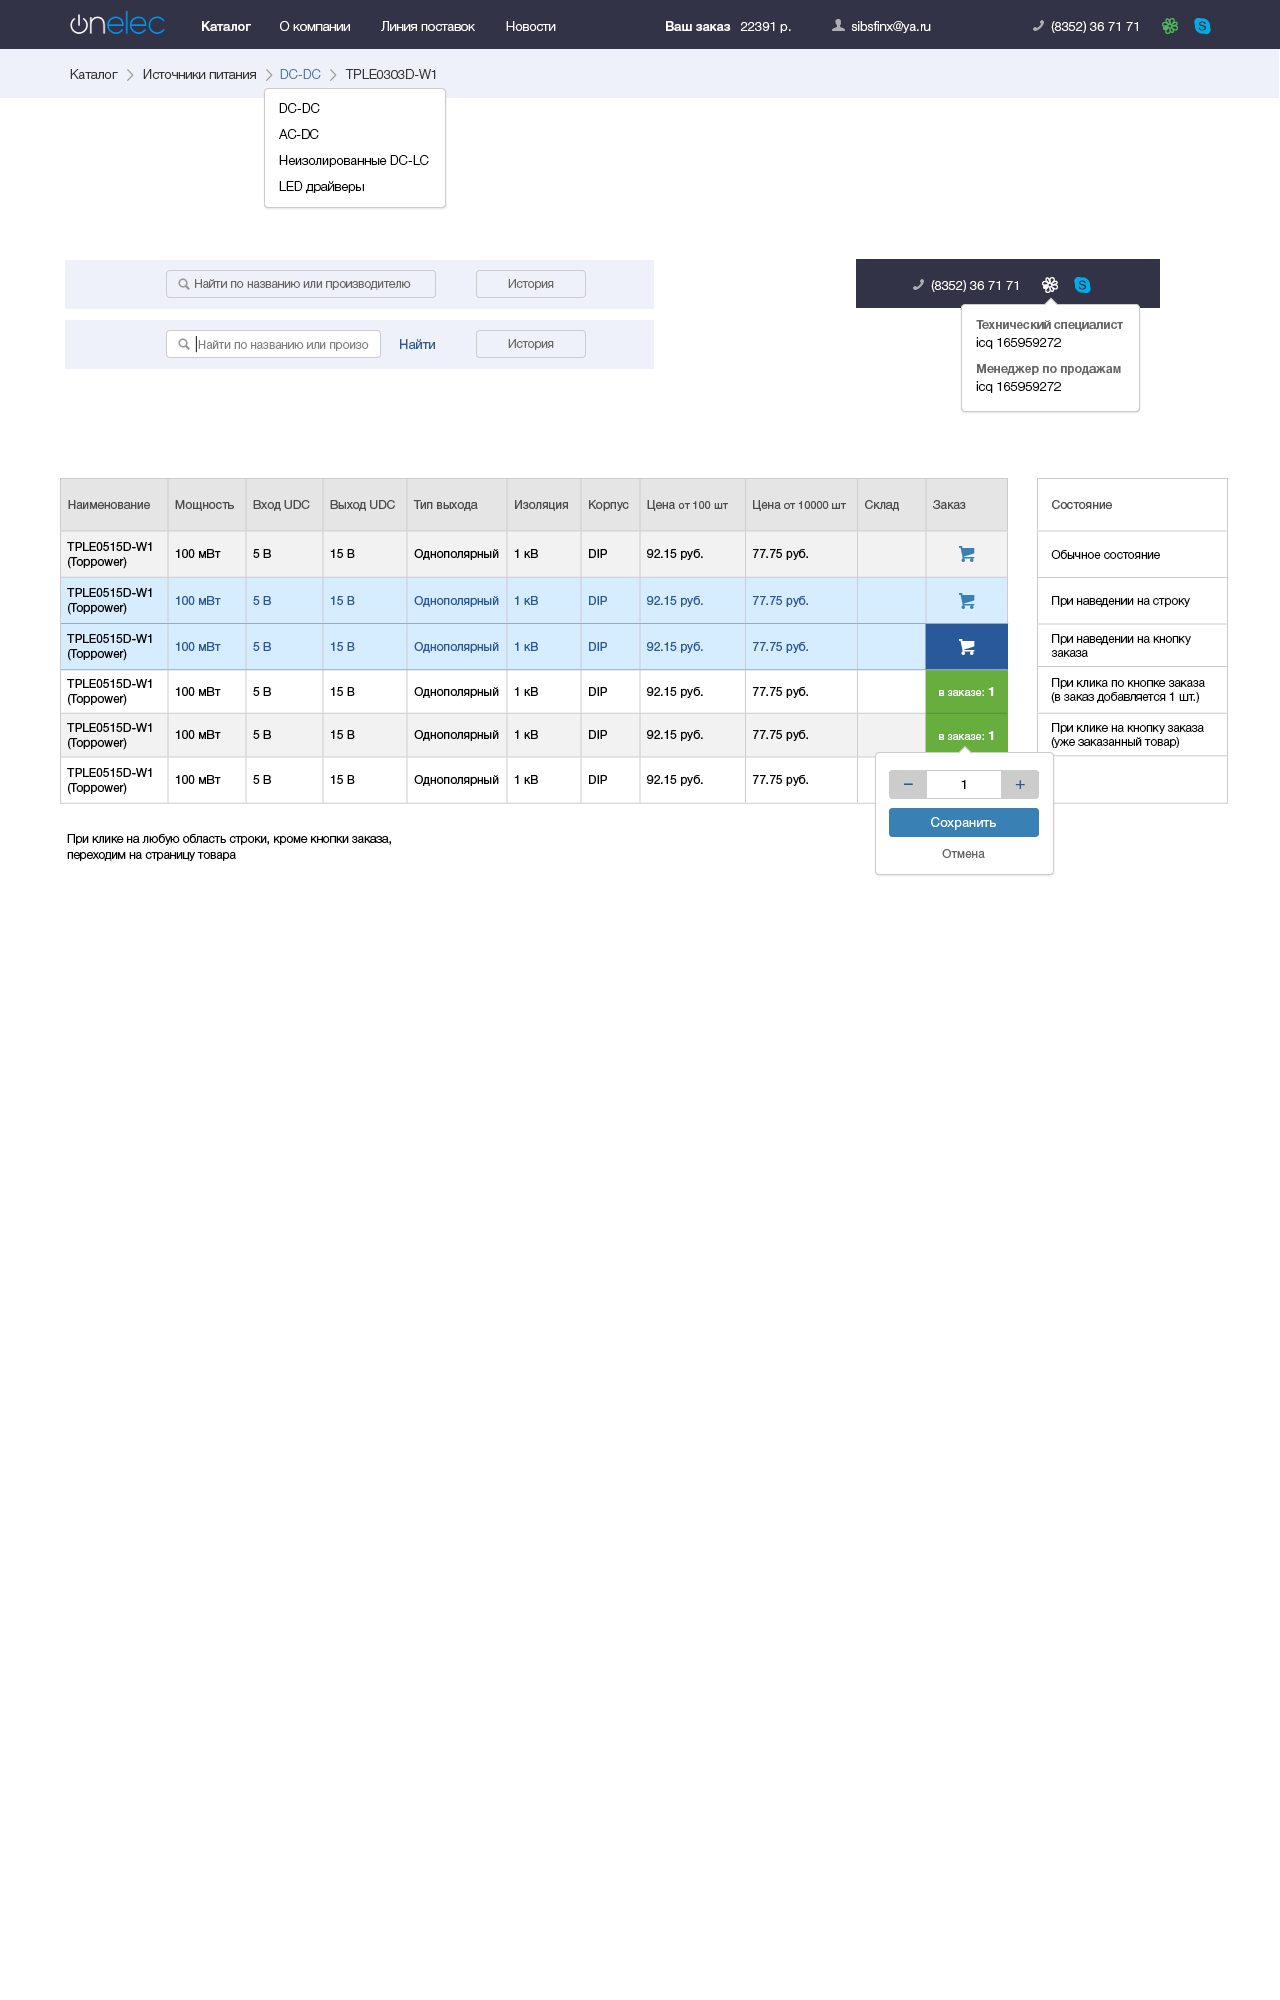 onelec Каталог О компании Линия поставок Новости Ваш заказ 22391 р. sibsfinx@ya.ru (8352) 36 71 71
Каталог Источники питания DC-DC TPLE0303D-W1
DC-DC
AC-DC
Неизолированные DC-LC
LED драйверы
Найти по названию или производителю История
Найти по названию или произо Найти История
(8352) 36 71 71
Технический специалист
icq 165959272
Менеджер по продажам
icq 165959272
Наименование Мощность Вход UDC Выход UDC Тип выхода Изоляция Корпус Цена от 100 шт Цена от 10000 шт Склад Заказ Состояние
TPLE0515D-W1
(Toppower) 100 мВт 5 В 15 В Однополярный 1 кВ DIP 92.15 руб. 77.75 руб. Обычное состояние
TPLE0515D-W1
(Toppower) 100 мВт 5 В 15 В Однополярный 1 кВ DIP 92.15 руб. 77.75 руб. При наведении на строку
TPLE0515D-W1
(Toppower) 100 мВт 5 В 15 В Однополярный 1 кВ DIP 92.15 руб. 77.75 руб. При наведении на кнопку
заказа
TPLE0515D-W1
(Toppower) 100 мВт 5 В 15 В Однополярный 1 кВ DIP 92.15 руб. 77.75 руб. в заказе: 1 При клика по кнопке заказа
(в заказ добавляется 1 шт.)
TPLE0515D-W1
(Toppower) 100 мВт 5 В 15 В Однополярный 1 кВ DIP 92.15 руб. 77.75 руб. в заказе: 1 При клике на кнопку заказа
(уже заказанный товар)
TPLE0515D-W1
(Toppower) 100 мВт 5 В 15 В Однополярный 1 кВ DIP 92.15 руб. 77.75 руб.
− 1 +
Сохранить
Отмена
При клике на любую область строки, кроме кнопки заказа,
переходим на страницу товара